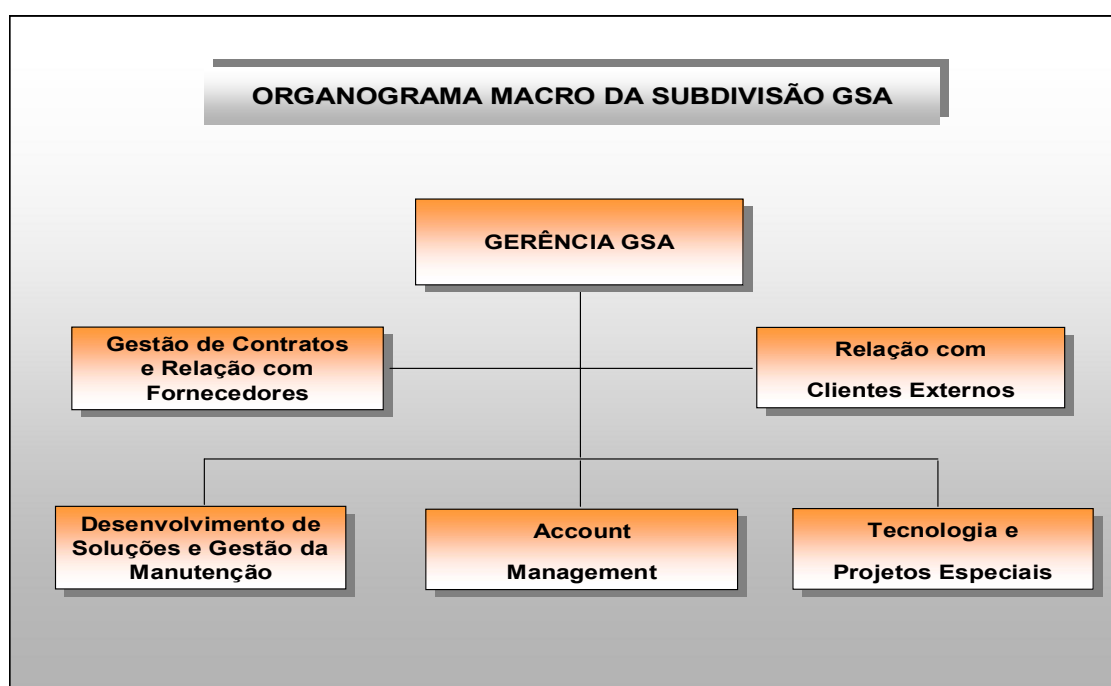 ORGANOGRAMA MACRO DA SUBDIVISÃO GSA
GERÊNCIA GSA
Gestão de Contratos
e Relação com
Fornecedores
Relação com
Clientes Externos
Desenvolvimento de
Soluções e Gestão da
Manutenção
Account
Management
Tecnologia e
Projetos Especiais